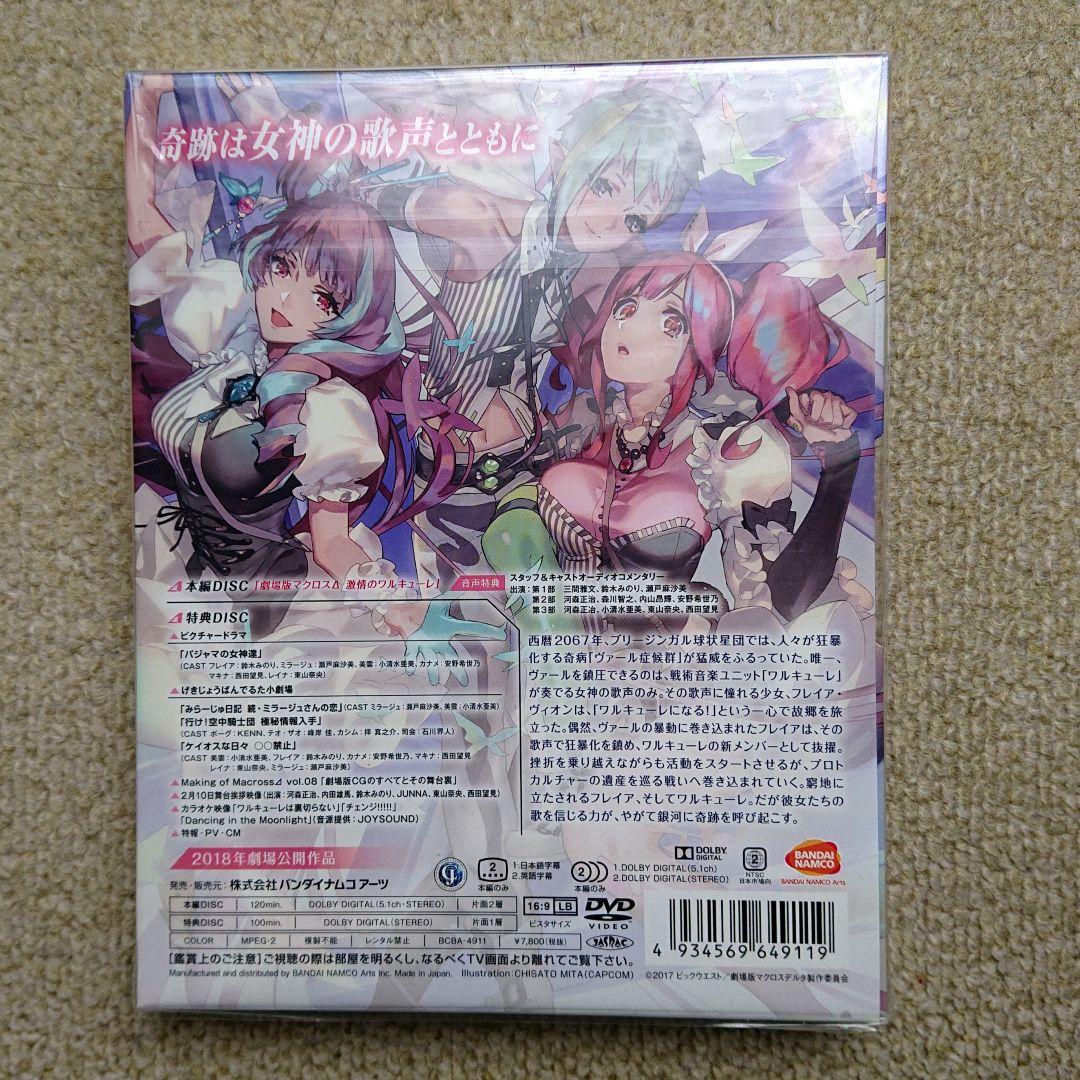 奇跡は女神の歌声とともに
本編DISC「劇場版マクロスΔ 激情のワルキューレ」
音声特典
スタッフ&キャストオーディオコメンタリー
出演:第1部 三間雅文、鈴木みのり、瀬戸麻沙美
第2部 河森正治、森川智之、内山昂輝、安野希世乃
第3部 河森正治、小清水亜美、東山奈央、西田望見
特典DISC
▲ピクチャードラマ
「パジャマの女神達」
(CAST フレイア:鈴木みのり、ミラージュ:瀬戸麻沙美、美雲:小清水亜美、カナメ:安野希世乃
マキナ:西田望見、レイナ:東山奈央)
▲げきじょうばんでるた小劇場
「みらーじゅ日記 続・ミラージュさんの恋」(CAST ミラージュ:瀬戸麻沙美、美雲:小清水亜美)
「行け!空中騎士団 極秘情報入手」
(CAST ボーグ:KENN、テオ・ザオ:峰岸 佳、カシム:拝 真之介、司会:石川界人)
「ケイオスな日々 ○○禁止」
(CAST 美雲:小清水亜美、フレイア:鈴木みのり、カナメ:安野希世乃、マキナ:西田望見
レイナ:東山奈央、ミラージュ:瀬戸麻沙美)
▲Making of MacrossΔ vol.08「劇場版CGのすべてとその舞台裏」
▲2月10日舞台挨拶映像(出演:河森正治、内田雄馬、鈴木みのり、JUNNA、東山奈央、西田望見)
▲カラオケ映像「ワルキューレは裏切らない」「チェンジ!!!!!」
「Dancing in the Moonlight」(音源提供:JOYSOUND)
▲特報・PV・CM
西暦2067年、ブリージンガル球状星団では、人々が狂暴
化する奇病「ヴァール症候群」が猛威をふるっていた。唯一、
ヴァールを鎮圧できるのは、戦術音楽ユニット「ワルキューレ」
が奏でる女神の歌声のみ。その歌声に憧れる少女、フレイア・
ヴィオンは、「ワルキューレになる!」という一心で故郷を旅
立った。偶然、ヴァールの暴動に巻き込まれたフレイアは、その
歌声で狂暴化を鎮め、ワルキューレの新メンバーとして抜擢。
挫折を乗り越えながらも活動をスタートさせるが、プロト
カルチャーの遺産を巡る戦いへ巻き込まれていく。窮地に
立たされるフレイア、そしてワルキューレ。だが彼女たちの
歌を信じる力が、やがて銀河に奇跡を呼び起こす。
2018年劇場公開作品
発売・販売元:株式会社バンダイナムコアーツ
2
本編のみ
1:日本語字幕
2:英語字幕
2
本編のみ
1.DOLBY DIGITAL(5.1ch)
2.DOLBY DIGITAL(STEREO)
DOLBY DIGITAL
2
NTSC
日本市場向
BANDAI NAMCO
BANDAI NAMCO Arts
本編DISC 120min. DOLBY DIGITAL(5.1ch・STEREO) 片面2層
特典DISC 100min. DOLBY DIGITAL(STEREO) 片面1層
COLOR MPEG-2 複製不能 レンタル禁止 BCBA-4911 ¥7,800(税抜)
16:9 LB
ビスタサイズ
DVD VIDEO
JASRAC
4 934569 649119
[鑑賞上のご注意]ご視聴の際は部屋を明るくし、なるべくTV画面より離れてご覧下さい。
Manufactured and distributed by BANDAI NAMCO Arts Inc. Made in Japan. Illustration:CHISATO MITA(CAPCOM)
©2017 ビックウエスト/劇場版マクロスデルタ製作委員会